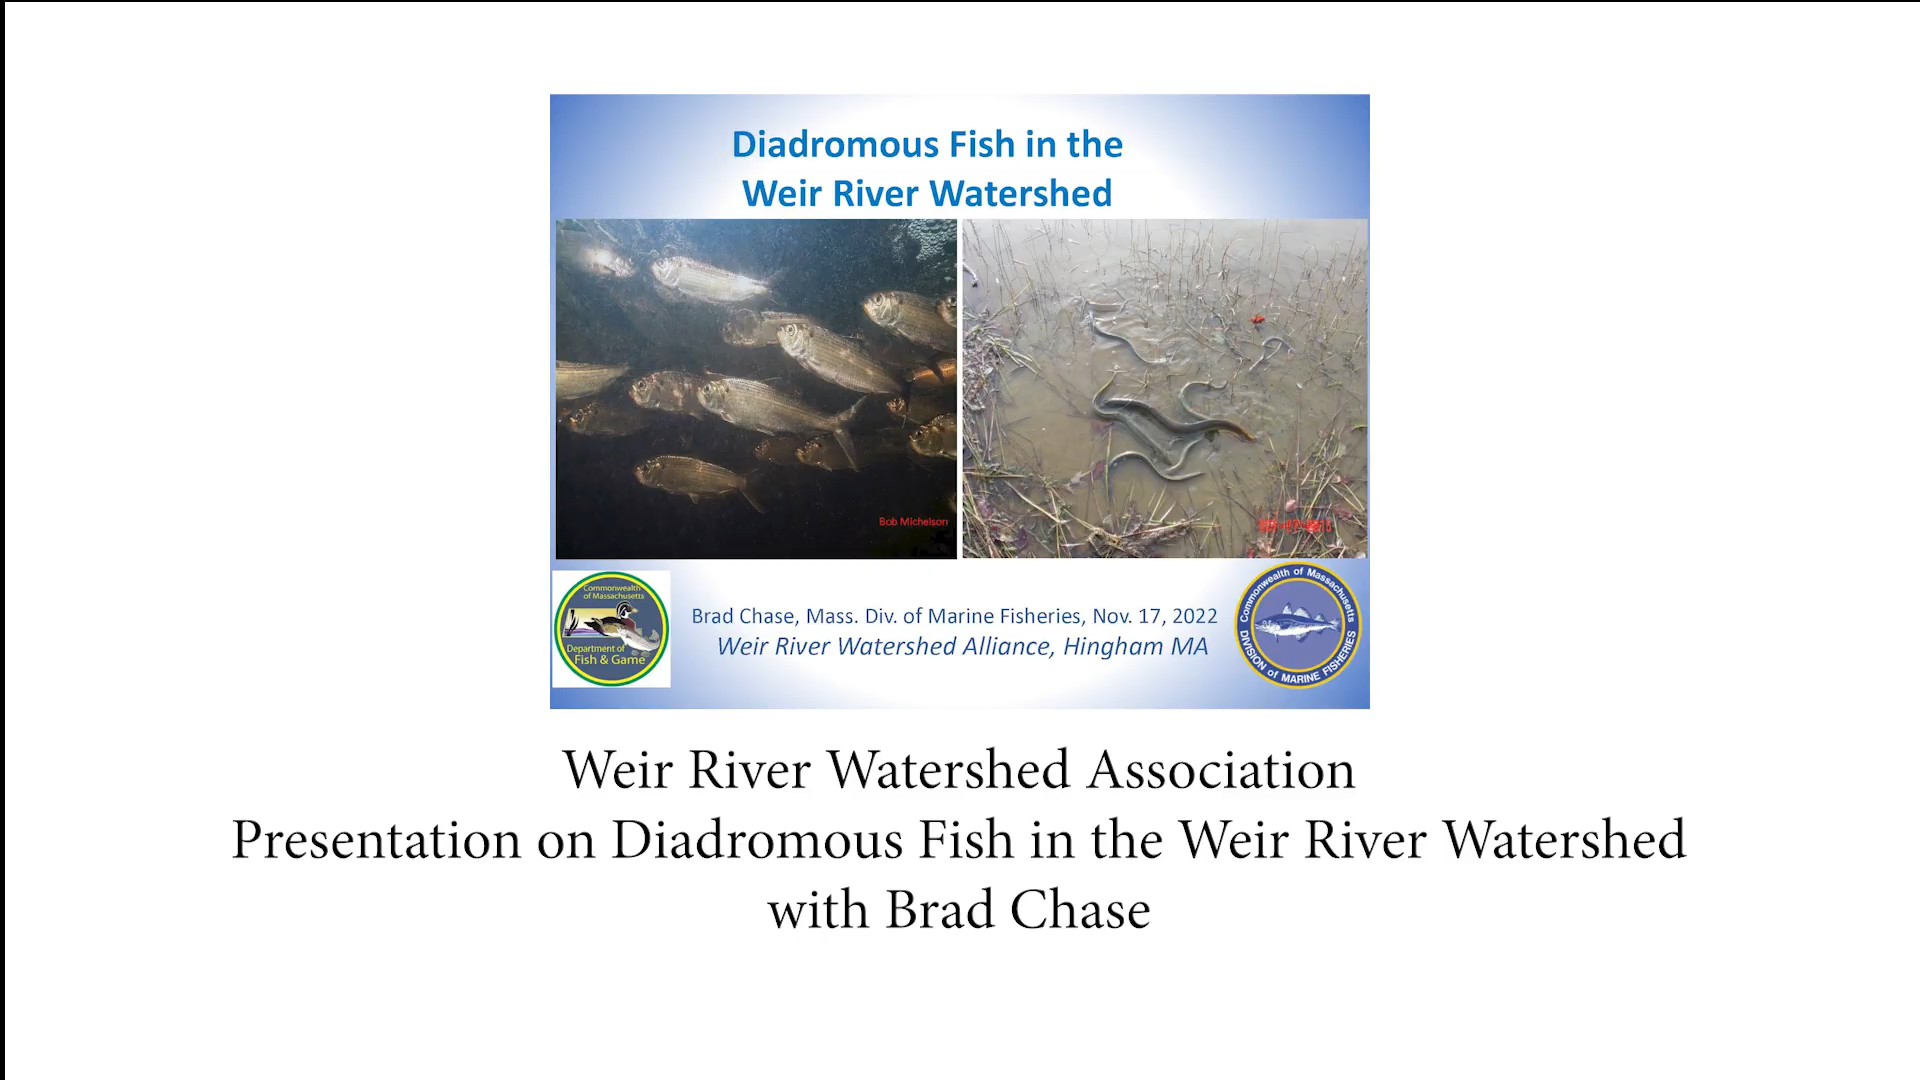 Diadromous Fish in the
Weir River Watershed
Bob Michelson
Commonwealth
of Massachusetts
Department of
Fish & Game
Brad Chase, Mass. Div. of Marine Fisheries, Nov. 17, 2022
Weir River Watershed Alliance, Hingham MA
Commonwealth of Massachusetts
DIVISION of MARINE FISHERIES
Weir River Watershed Association
Presentation on Diadromous Fish in the Weir River Watershed
with Brad Chase